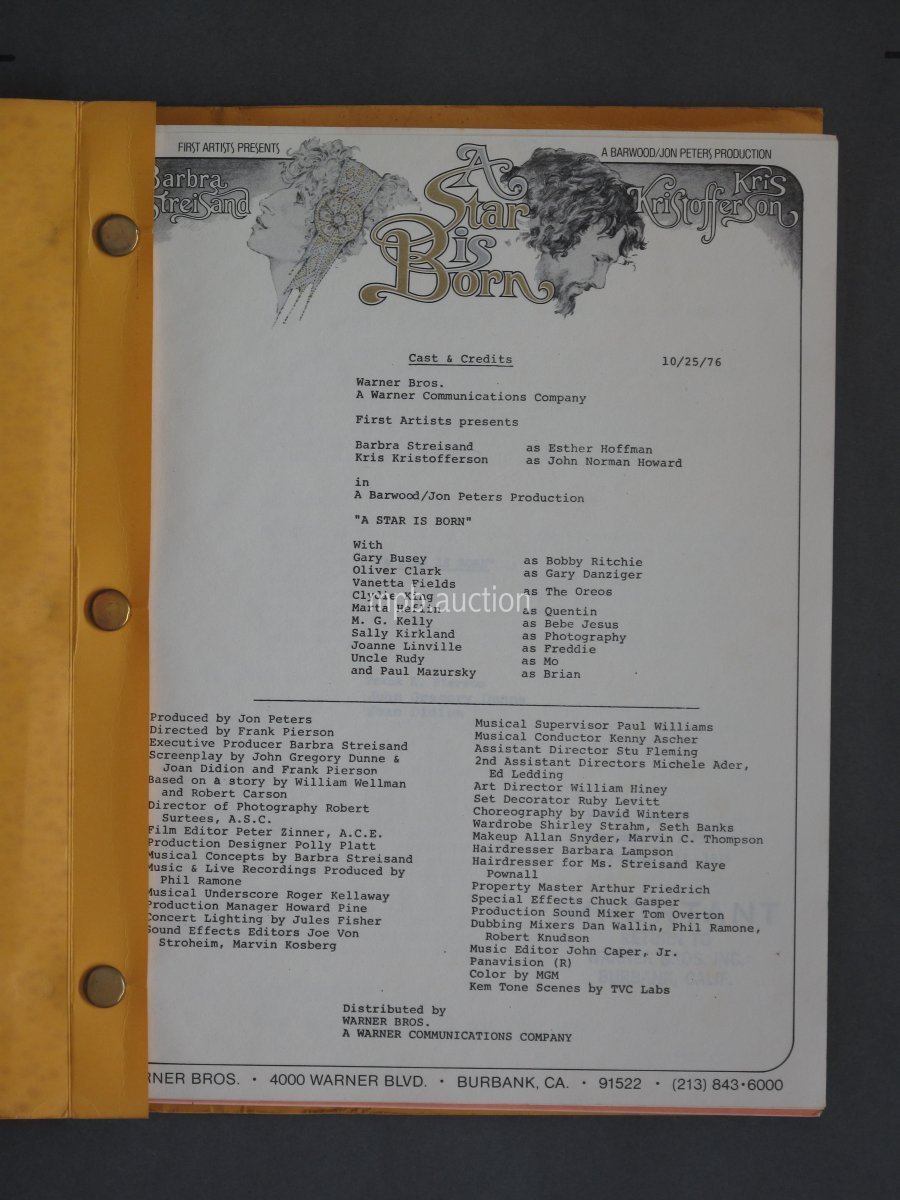 FIRST ARTISTS PRESENTS
A BARWOOD/JON PETERS PRODUCTION
Barbra Streisand
A Star is Born
Kris Kristofferson
Cast & Credits 10/25/76
Warner Bros.
A Warner Communications Company
First Artists presents
Barbra Streisand as Esther Hoffman
Kris Kristofferson as John Norman Howard
in
A Barwood/Jon Peters Production
"A STAR IS BORN"
With
Gary Busey as Bobby Ritchie
Oliver Clark as Gary Danziger
Vanetta Fields
Clydie King as The Oreos
Marta Heflin as Quentin
M. G. Kelly as Bebe Jesus
Sally Kirkland as Photography
Joanne Linville as Freddie
Uncle Rudy as Mo
and Paul Mazursky as Brian
mph.auction
Produced by Jon Peters
Directed by Frank Pierson
Executive Producer Barbra Streisand
Screenplay by John Gregory Dunne &
Joan Didion and Frank Pierson
Based on a story by William Wellman
and Robert Carson
Director of Photography Robert
Surtees, A.S.C.
Film Editor Peter Zinner, A.C.E.
Production Designer Polly Platt
Musical Concepts by Barbra Streisand
Music & Live Recordings Produced by
Phil Ramone
Musical Underscore Roger Kellaway
Production Manager Howard Pine
Concert Lighting by Jules Fisher
Sound Effects Editors Joe Von
Stroheim, Marvin Kosberg
Musical Supervisor Paul Williams
Musical Conductor Kenny Ascher
Assistant Director Stu Fleming
2nd Assistant Directors Michele Ader,
Ed Ledding
Art Director William Hiney
Set Decorator Ruby Levitt
Choreography by David Winters
Wardrobe Shirley Strahm, Seth Banks
Makeup Allan Snyder, Marvin C. Thompson
Hairdresser Barbara Lampson
Hairdresser for Ms. Streisand Kaye
Pownall
Property Master Arthur Friedrich
Special Effects Chuck Gasper
Production Sound Mixer Tom Overton
Dubbing Mixers Dan Wallin, Phil Ramone,
Robert Knudson
Music Editor John Caper, Jr.
Panavision (R)
Color by MGM
Kem Tone Scenes by TVC Labs
Distributed by
WARNER BROS.
A WARNER COMMUNICATIONS COMPANY
RNER BROS. • 4000 WARNER BLVD. • BURBANK, CA. • 91522 • (213) 843•6000